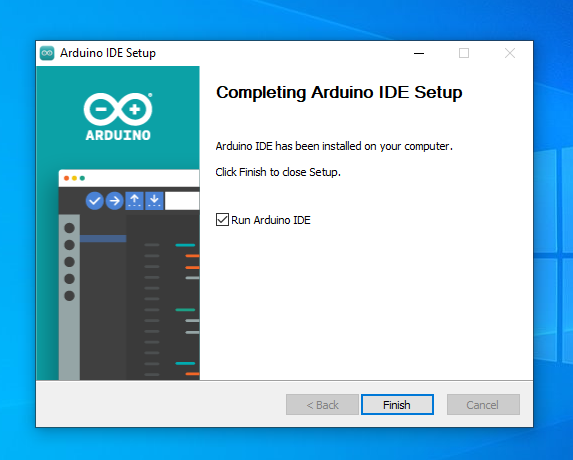 Arduino IDE Setup
ARDUINO
Completing Arduino IDE Setup
Arduino IDE has been installed on your computer.
Click Finish to close Setup.
Run Arduino IDE
< Back
Finish
Cancel